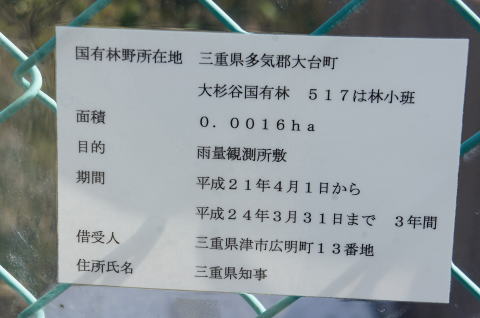 国有林野所在地　三重県多気郡大台町
大杉谷国有林　５１７は林小班
面積　０．００１６ｈａ
目的　雨量観測所敷
期間　平成２１年４月１日から
平成２４年３月３１日まで　３年間
借受人　三重県津市広明町１３番地
住所氏名　三重県知事